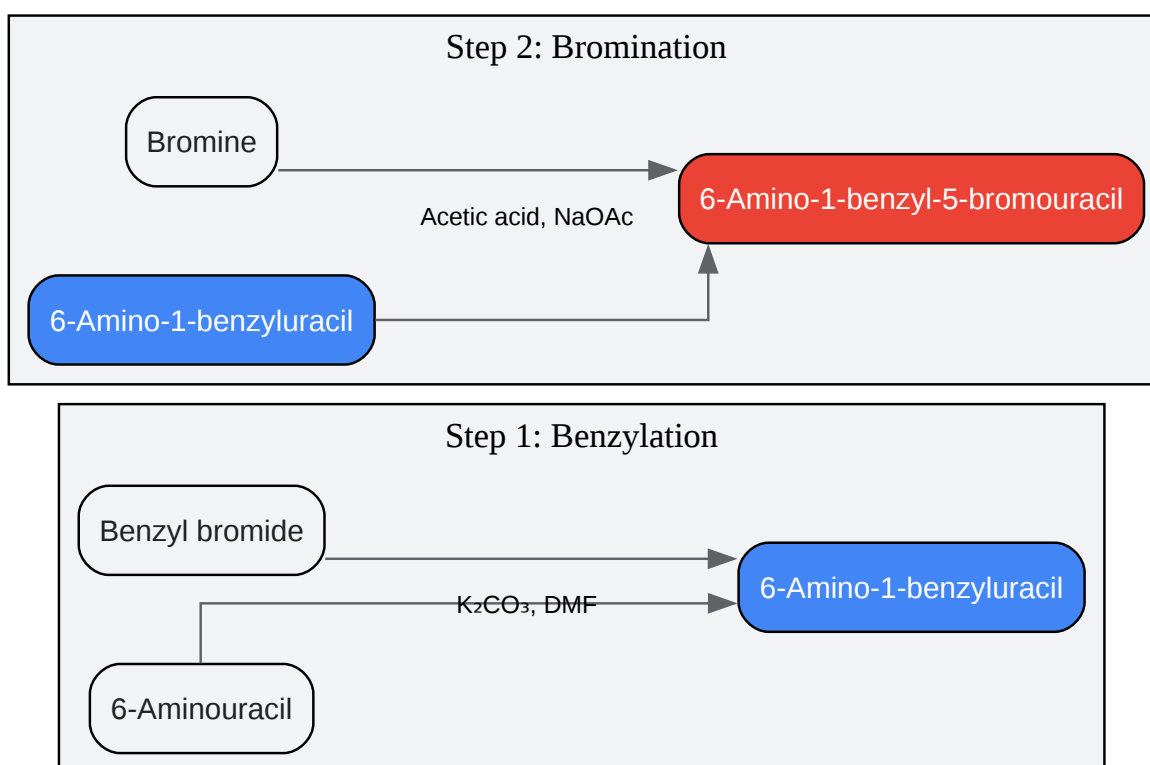 Step 2: Bromination
Bromine
6-Amino-1-benzyl-5-bromouracil
Acetic acid, NaOAc
6-Amino-1-benzyluracil
Step 1: Benzylation
Benzyl bromide
6-Amino-1-benzyluracil
K₂CO₃, DMF
6-Aminouracil